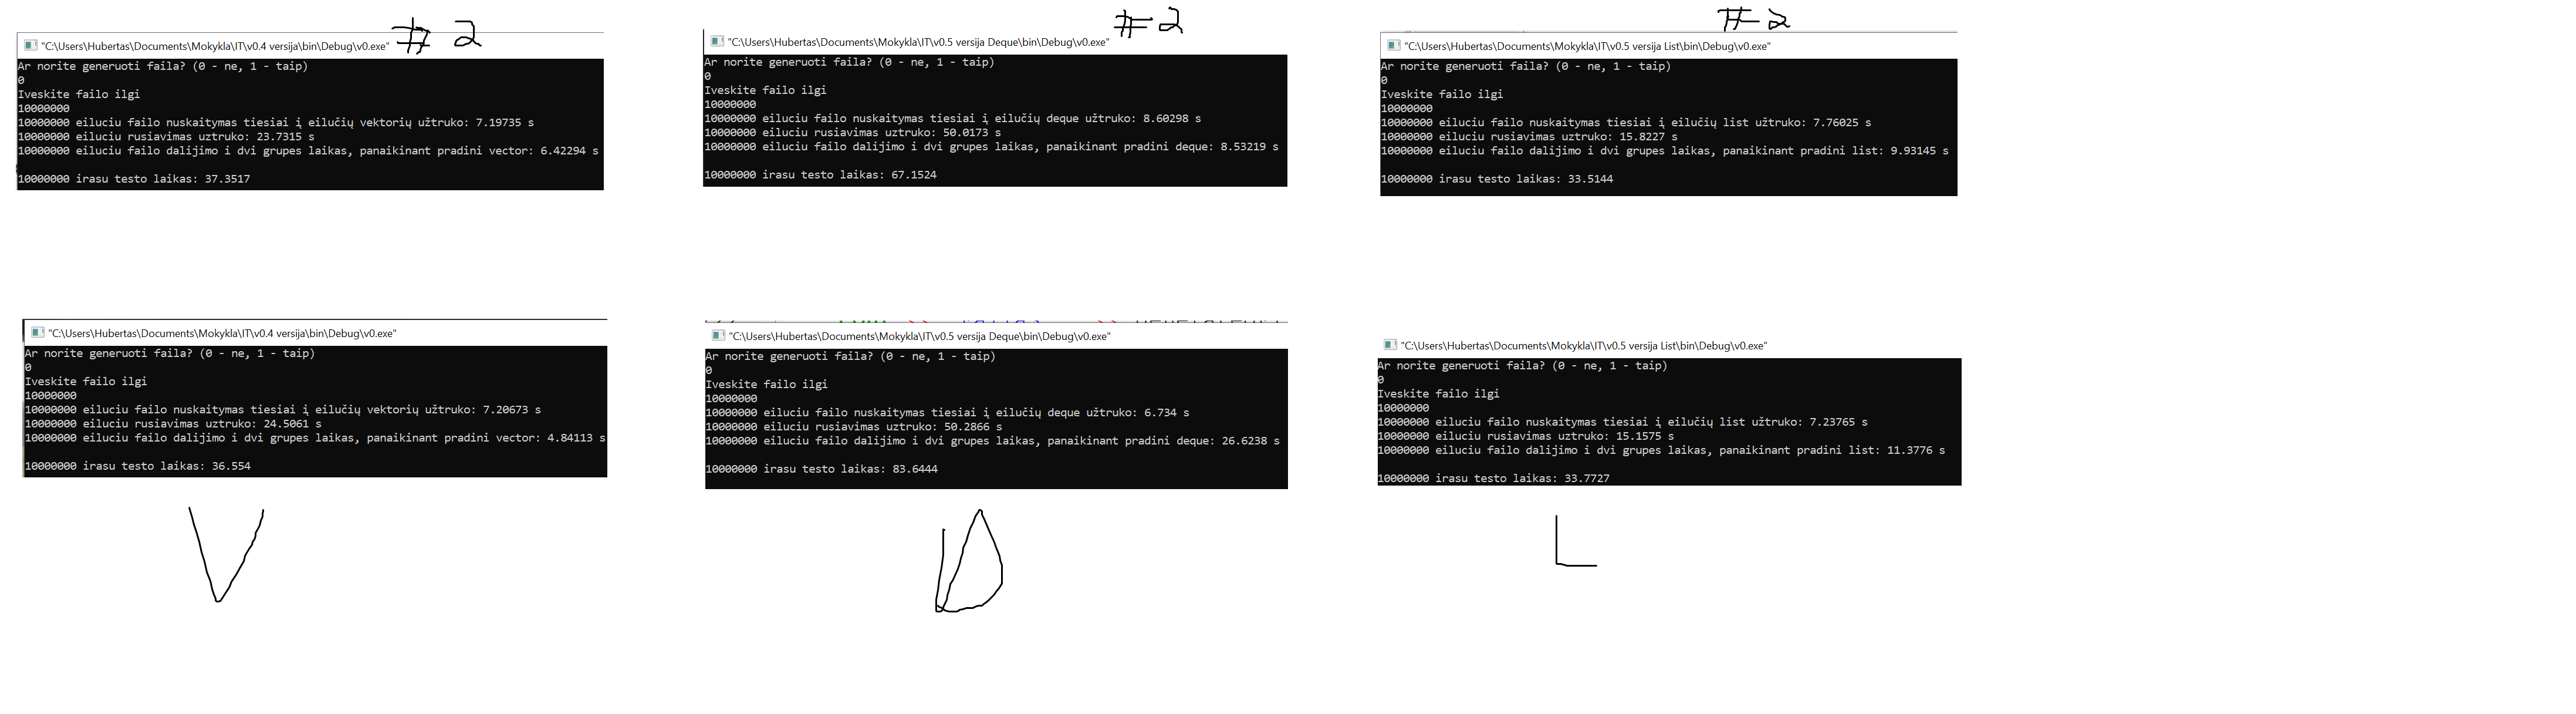 # 2
"C:\Users\Hubertas\Documents\Mokykla\IT\v0.4 versija\bin\Debug\v0.exe"
Ar norite generuoti faila? (0 - ne, 1 - taip)
0
Iveskite failo ilgi
10000000
10000000 eiluciu failo nuskaitymas tiesiai į eilučių vektorių užtruko: 7.19735 s
10000000 eiluciu rusiavimas uztruko: 23.7315 s
10000000 eiluciu failo dalijimo i dvi grupes laikas, panaikinant pradini vector: 6.42294 s
10000000 irasu testo laikas: 37.3517
# 2
"C:\Users\Hubertas\Documents\Mokykla\IT\v0.5 versija Deque\bin\Debug\v0.exe"
Ar norite generuoti faila? (0 - ne, 1 - taip)
0
Iveskite failo ilgi
10000000
10000000 eiluciu failo nuskaitymas tiesiai į eilučių deque užtruko: 8.60298 s
10000000 eiluciu rusiavimas uztruko: 50.0173 s
10000000 eiluciu failo dalijimo i dvi grupes laikas, panaikinant pradini deque: 8.53219 s
10000000 irasu testo laikas: 67.1524
# 2
"C:\Users\Hubertas\Documents\Mokykla\IT\v0.5 versija List\bin\Debug\v0.exe"
Ar norite generuoti faila? (0 - ne, 1 - taip)
0
Iveskite failo ilgi
10000000
10000000 eiluciu failo nuskaitymas tiesiai į eilučių list užtruko: 7.76025 s
10000000 eiluciu rusiavimas uztruko: 15.8227 s
10000000 eiluciu failo dalijimo i dvi grupes laikas, panaikinant pradini list: 9.93145 s
10000000 irasu testo laikas: 33.5144
"C:\Users\Hubertas\Documents\Mokykla\IT\v0.4 versija\bin\Debug\v0.exe"
Ar norite generuoti faila? (0 - ne, 1 - taip)
0
Iveskite failo ilgi
10000000
10000000 eiluciu failo nuskaitymas tiesiai į eilučių vektorių užtruko: 7.20673 s
10000000 eiluciu rusiavimas uztruko: 24.5061 s
10000000 eiluciu failo dalijimo i dvi grupes laikas, panaikinant pradini vector: 4.84113 s
10000000 irasu testo laikas: 36.554
V
"C:\Users\Hubertas\Documents\Mokykla\IT\v0.5 versija Deque\bin\Debug\v0.exe"
Ar norite generuoti faila? (0 - ne, 1 - taip)
0
Iveskite failo ilgi
10000000
10000000 eiluciu failo nuskaitymas tiesiai į eilučių deque užtruko: 6.734 s
10000000 eiluciu rusiavimas uztruko: 50.2866 s
10000000 eiluciu failo dalijimo i dvi grupes laikas, panaikinant pradini deque: 26.6238 s
10000000 irasu testo laikas: 83.6444
D
"C:\Users\Hubertas\Documents\Mokykla\IT\v0.5 versija List\bin\Debug\v0.exe"
Ar norite generuoti faila? (0 - ne, 1 - taip)
0
Iveskite failo ilgi
10000000
10000000 eiluciu failo nuskaitymas tiesiai į eilučių list užtruko: 7.23765 s
10000000 eiluciu rusiavimas uztruko: 15.1575 s
10000000 eiluciu failo dalijimo i dvi grupes laikas, panaikinant pradini list: 11.3776 s
10000000 irasu testo laikas: 33.7727
L